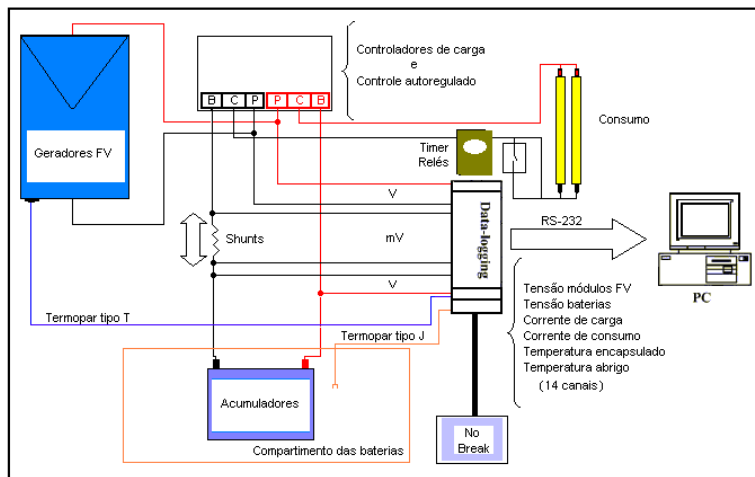 Controladores de carga
e
Controle autoregulado
B C P P C B
Geradores FV
Timer
Relés
Consumo
V
Shunts
mV
Data-logging
RS-232
PC
V
Termopar tipo T
Termopar tipo J
Tensão módulos FV
Tensão baterias
Corrente de carga
Corrente de consumo
Temperatura encapsulado
Temperatura abrigo
(14 canais)
Acumuladores
Compartimento das baterias
No
Break